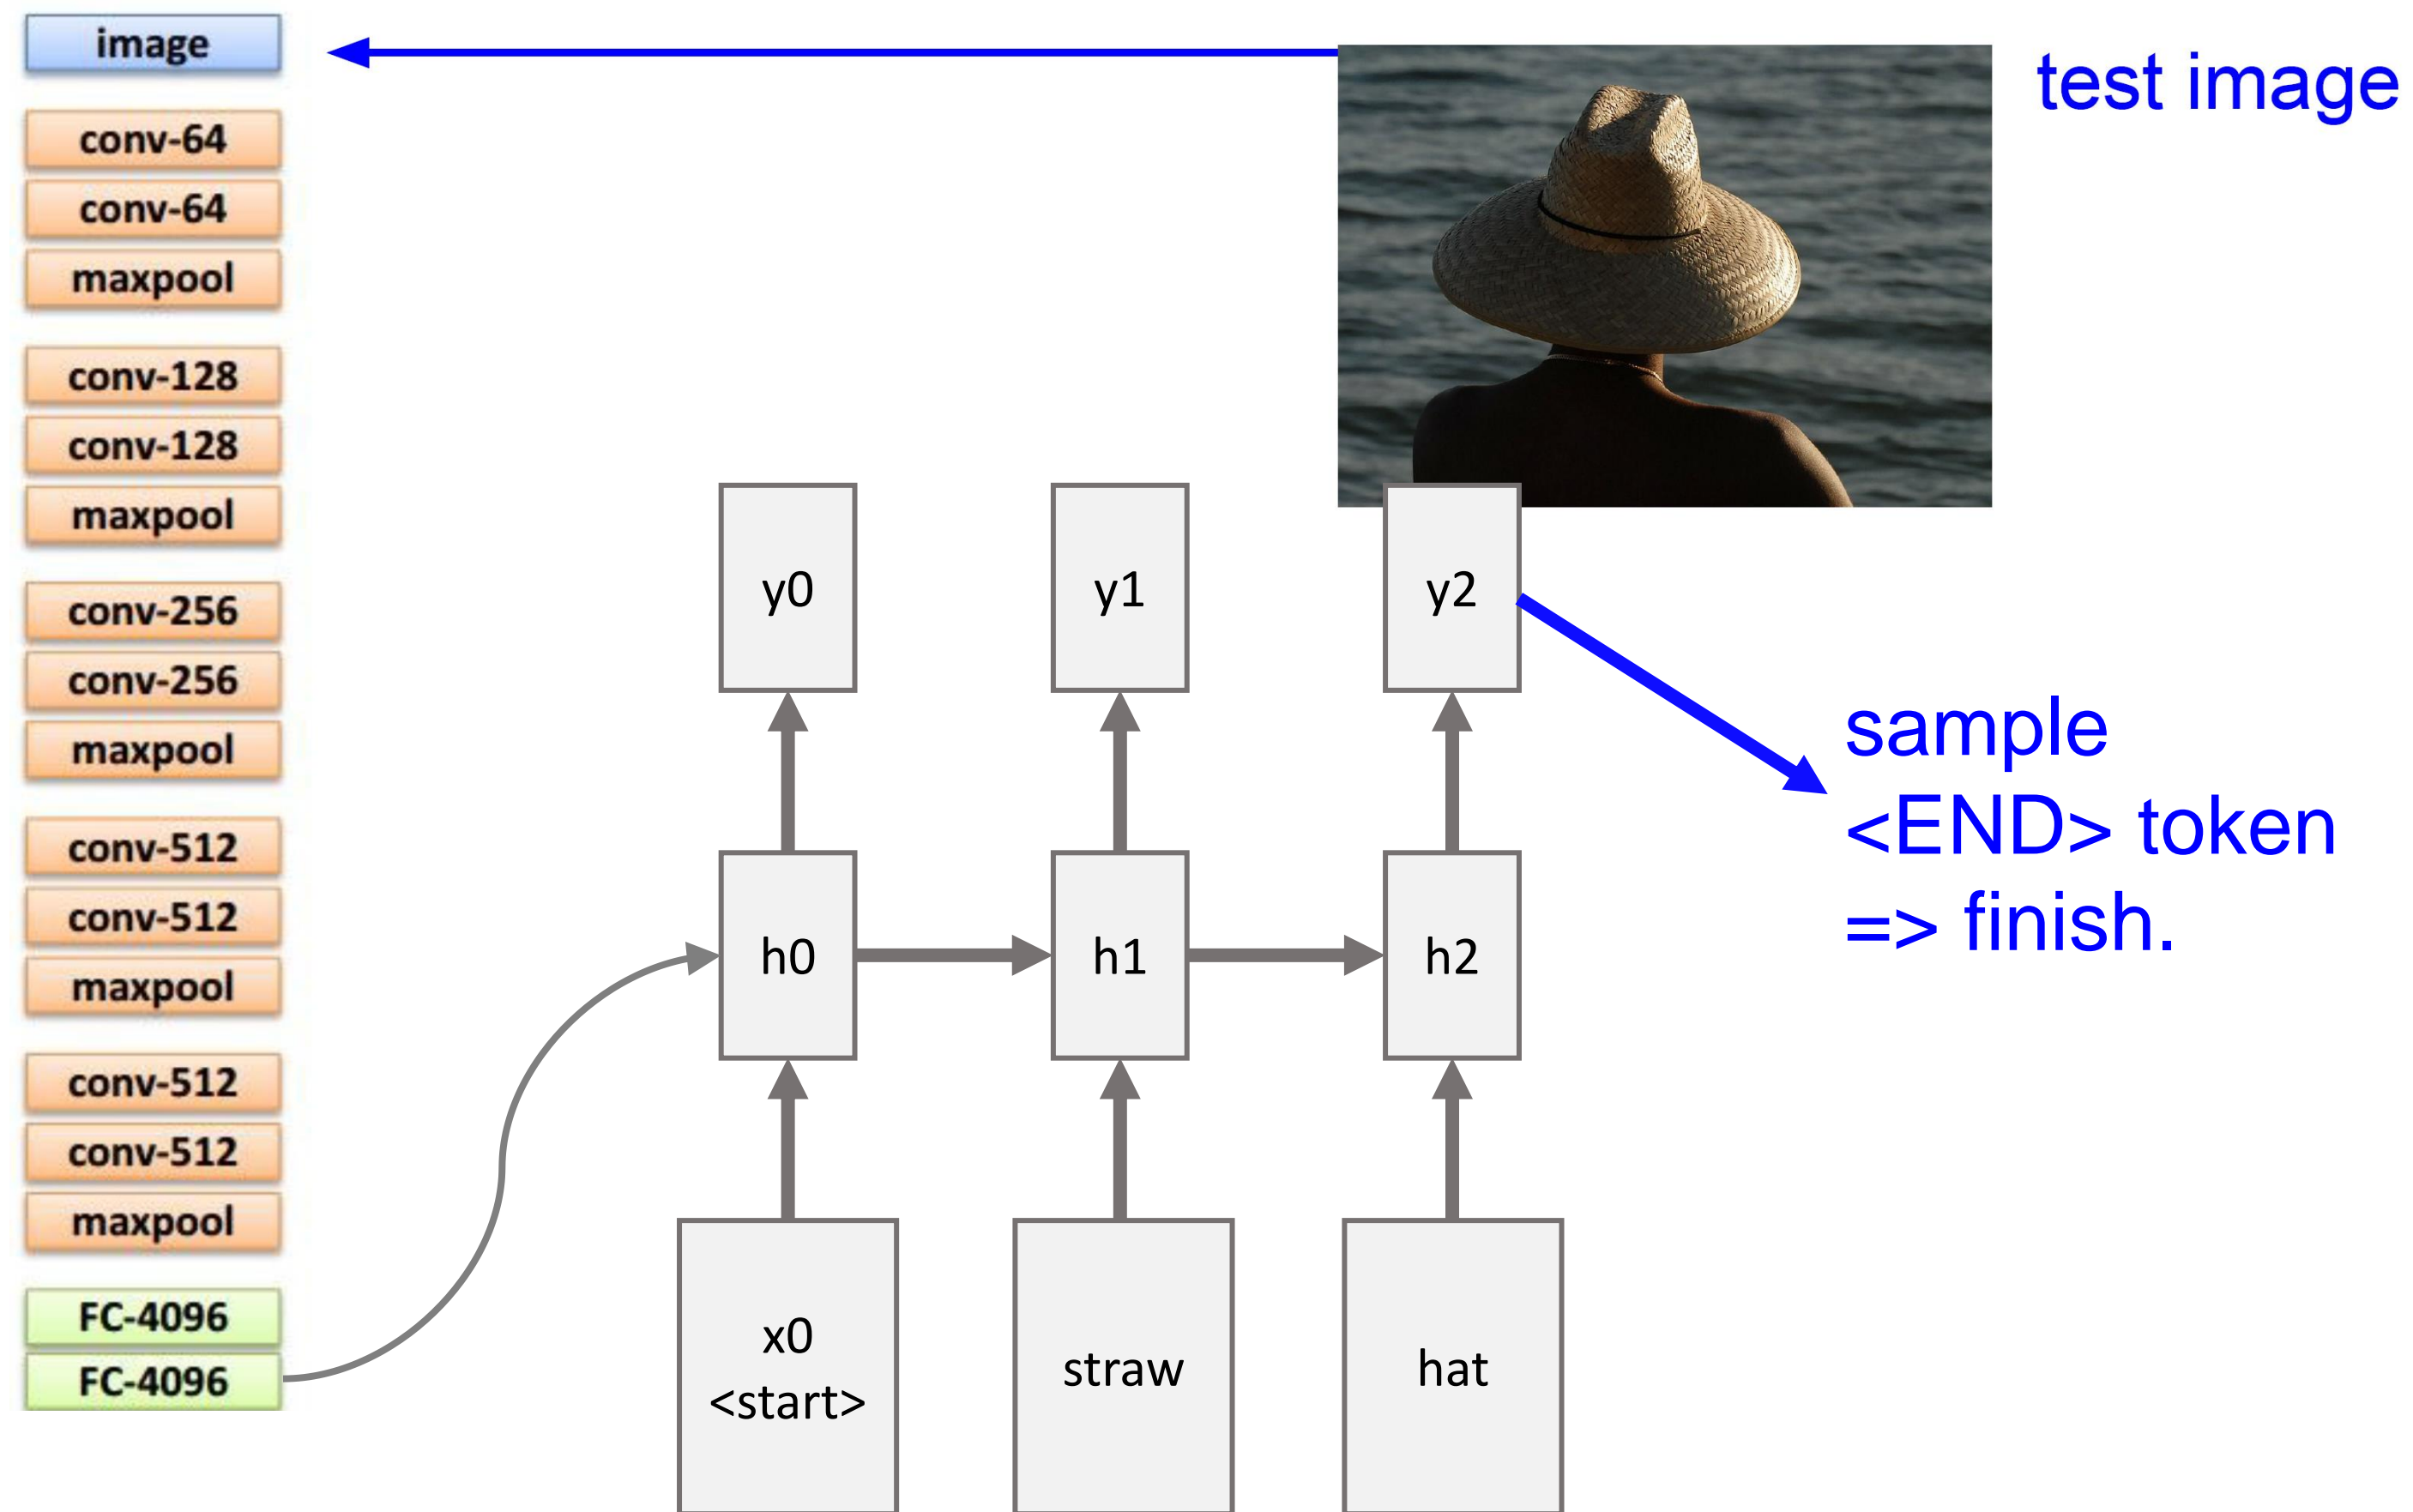 image
conv-64
conv-64
maxpool
conv-128
conv-128
maxpool
conv-256
conv-256
maxpool
conv-512
conv-512
maxpool
conv-512
conv-512
maxpool
FC-4096
FC-4096
test image
y0
y1
y2
h0
h1
h2
x0
<start>
straw
hat
sample
<END> token
=> finish.